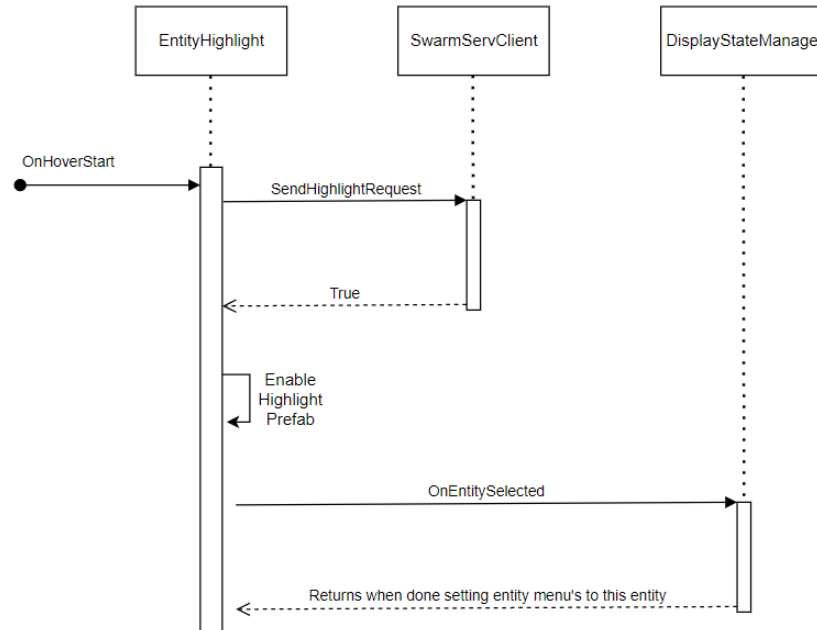 EntityHighlight
SwarmServClient
DisplayStateManage
OnHoverStart
SendHighlightRequest
True
Enable
Highlight
Prefab
OnEntitySelected
Returns when done setting entity menu's to this entity